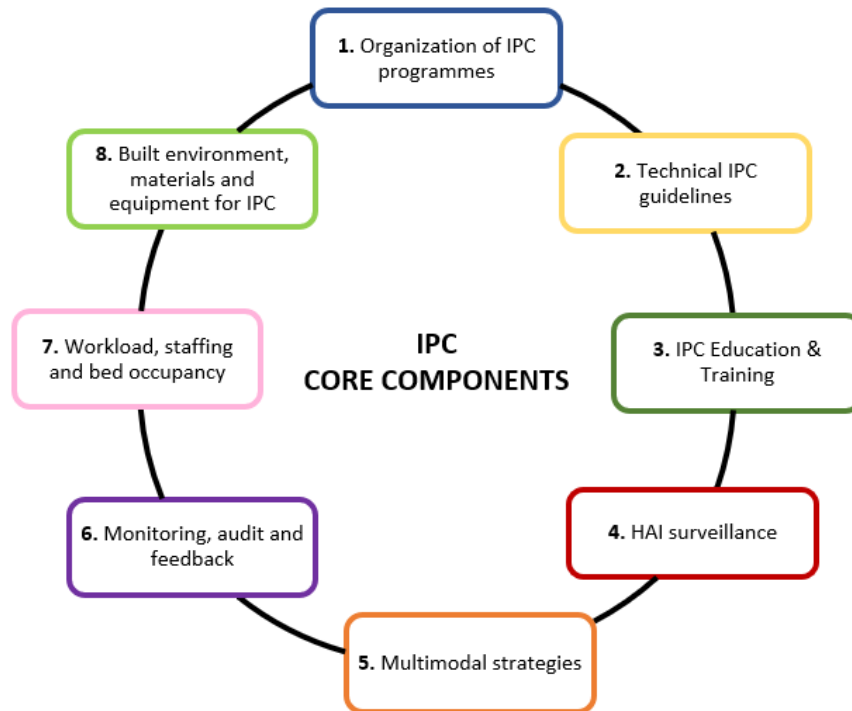 1. Organization of IPC
programmes
2. Technical IPC
guidelines
3. IPC Education &
Training
4. HAI surveillance
5. Multimodal strategies
6. Monitoring, audit and
feedback
7. Workload, staffing
and bed occupancy
8. Built environment,
materials and
equipment for IPC
IPC
CORE COMPONENTS